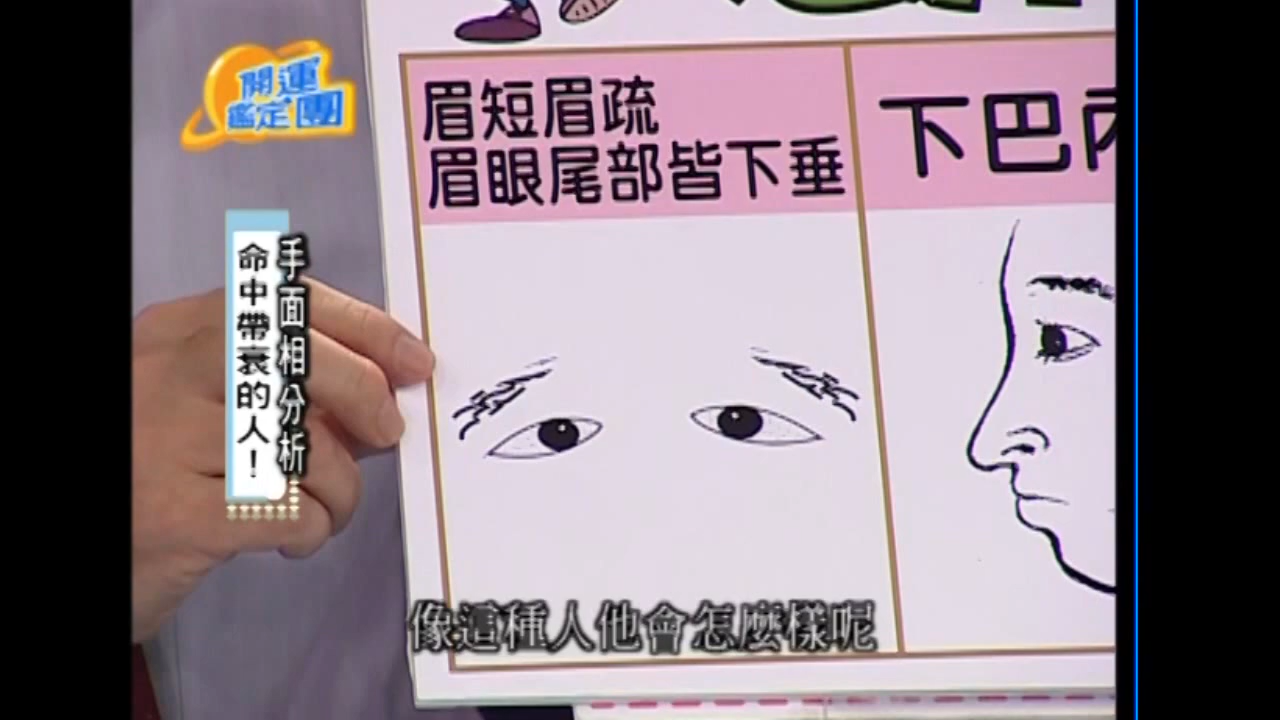 開運
鑑定團
眉短眉疏
眉眼尾部皆下垂
下巴
手面相分析
命中帶衰的人！
像這種人他會怎麼樣呢